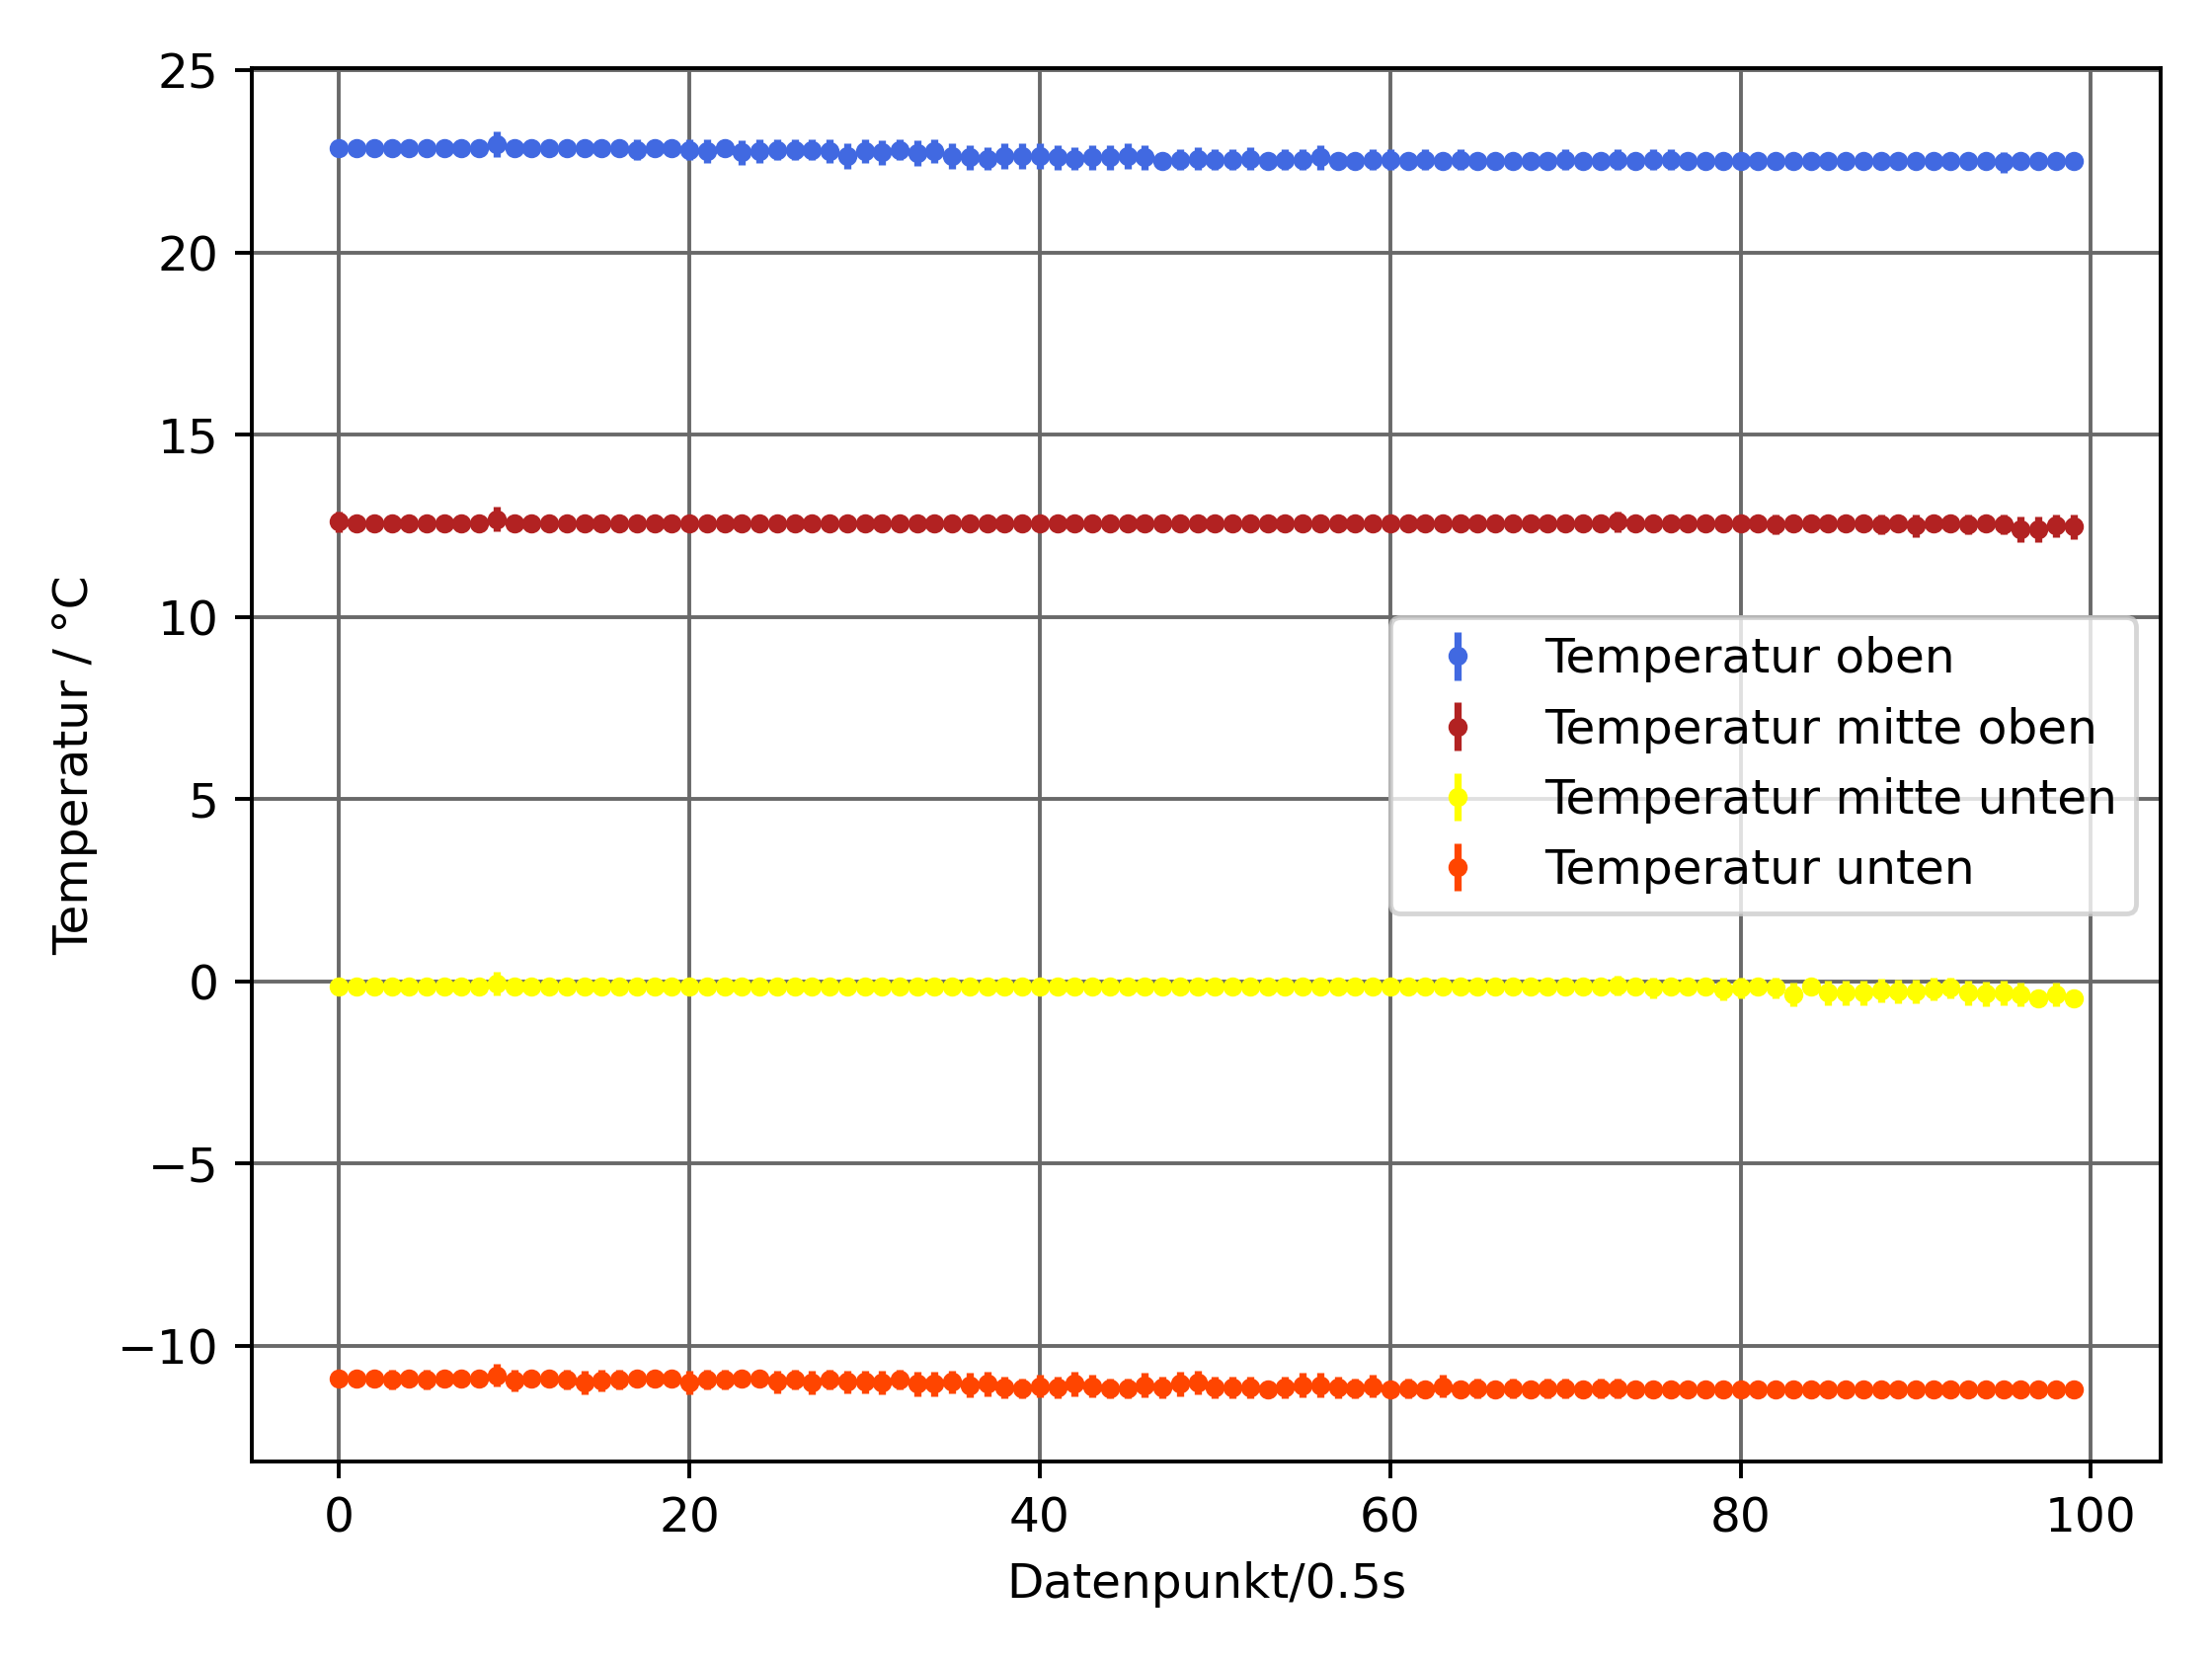 25
20
15
10
5
0
−5
−10
Temperatur / °C
Temperatur oben
Temperatur mitte oben
Temperatur mitte unten
Temperatur unten
0 20 40 60 80 100
Datenpunkt/0.5s